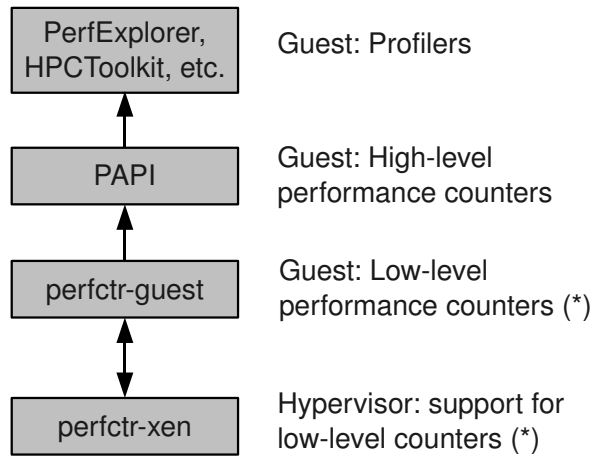 PerfExplorer,
HPCToolkit, etc.
Guest: Profilers
PAPI
Guest: High-level
performance counters
perfctr-guest
Guest: Low-level
performance counters (*)
perfctr-xen
Hypervisor: support for
low-level counters (*)